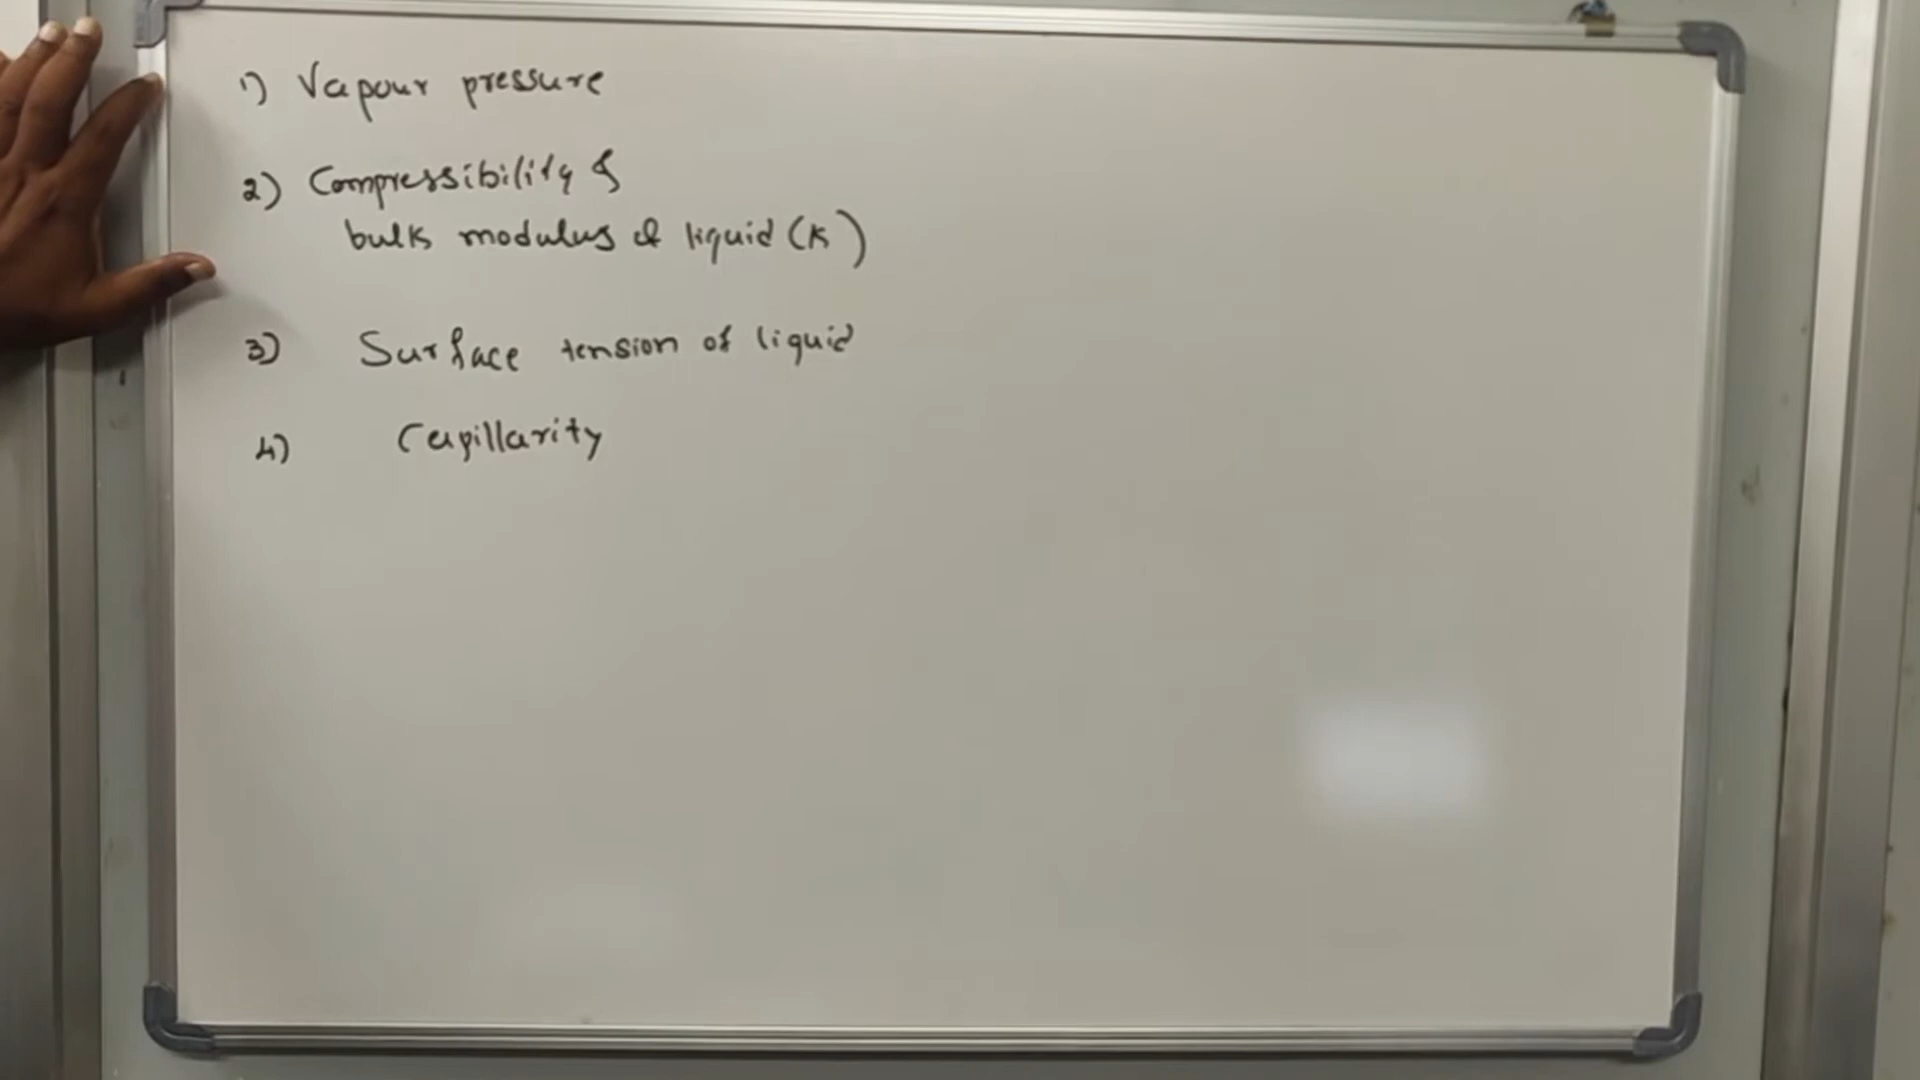 1) Vapour pressure
2) Compressibility &
bulk modulus of liquid (K)
3) Surface tension of liquid
4) Capillarity